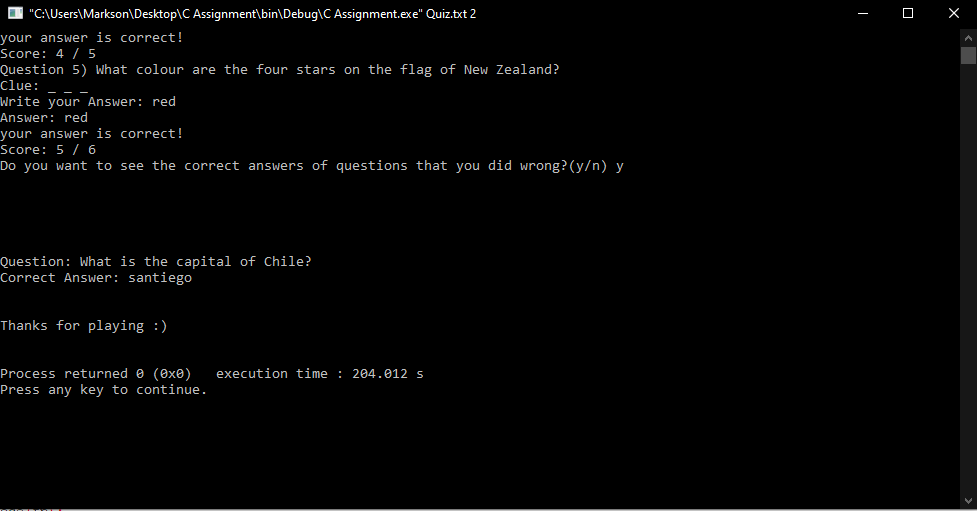 "C:\Users\Markson\Desktop\C Assignment\bin\Debug\C Assignment.exe" Quiz.txt 2
your answer is correct!
Score: 4 / 5
Question 5) What colour are the four stars on the flag of New Zealand?
Clue: _ _ _
Write your Answer: red
Answer: red
your answer is correct!
Score: 5 / 6
Do you want to see the correct answers of questions that you did wrong?(y/n) y
Question: What is the capital of Chile?
Correct Answer: santiego
Thanks for playing :)
Process returned 0 (0x0)   execution time : 204.012 s
Press any key to continue.